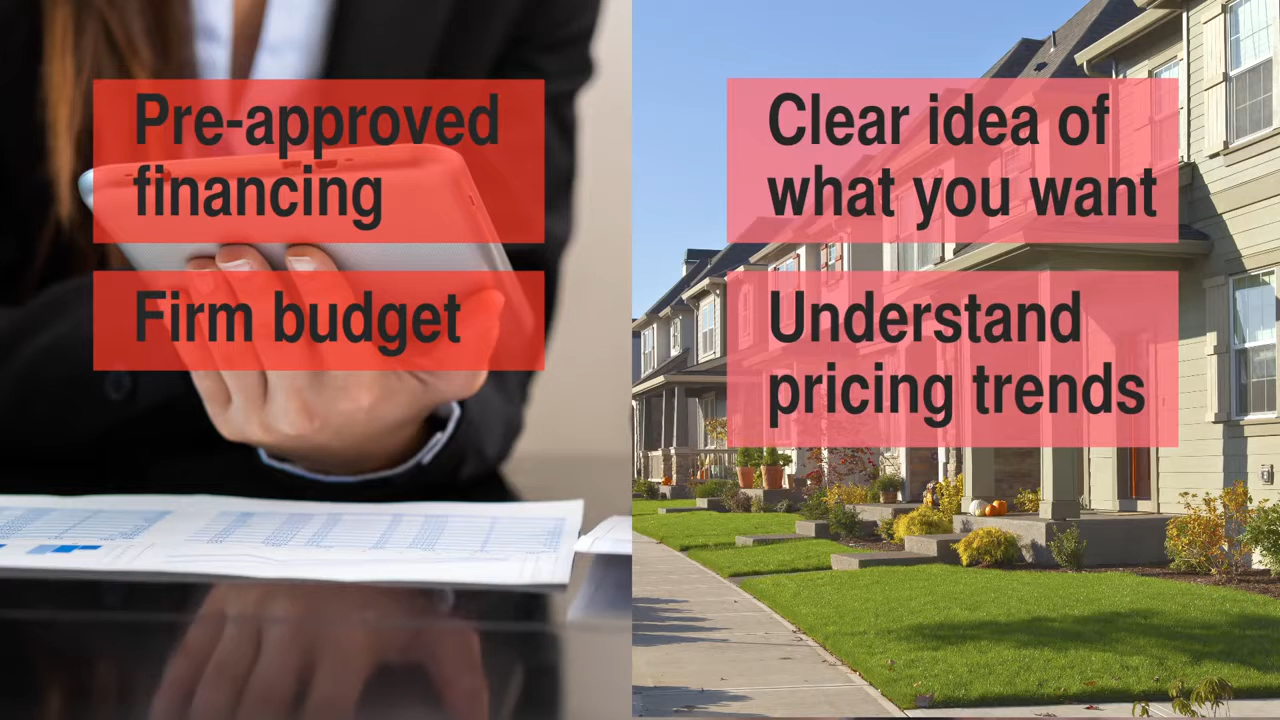 Pre-approved
financing
Firm budget
Clear idea of
what you want
Understand
pricing trends